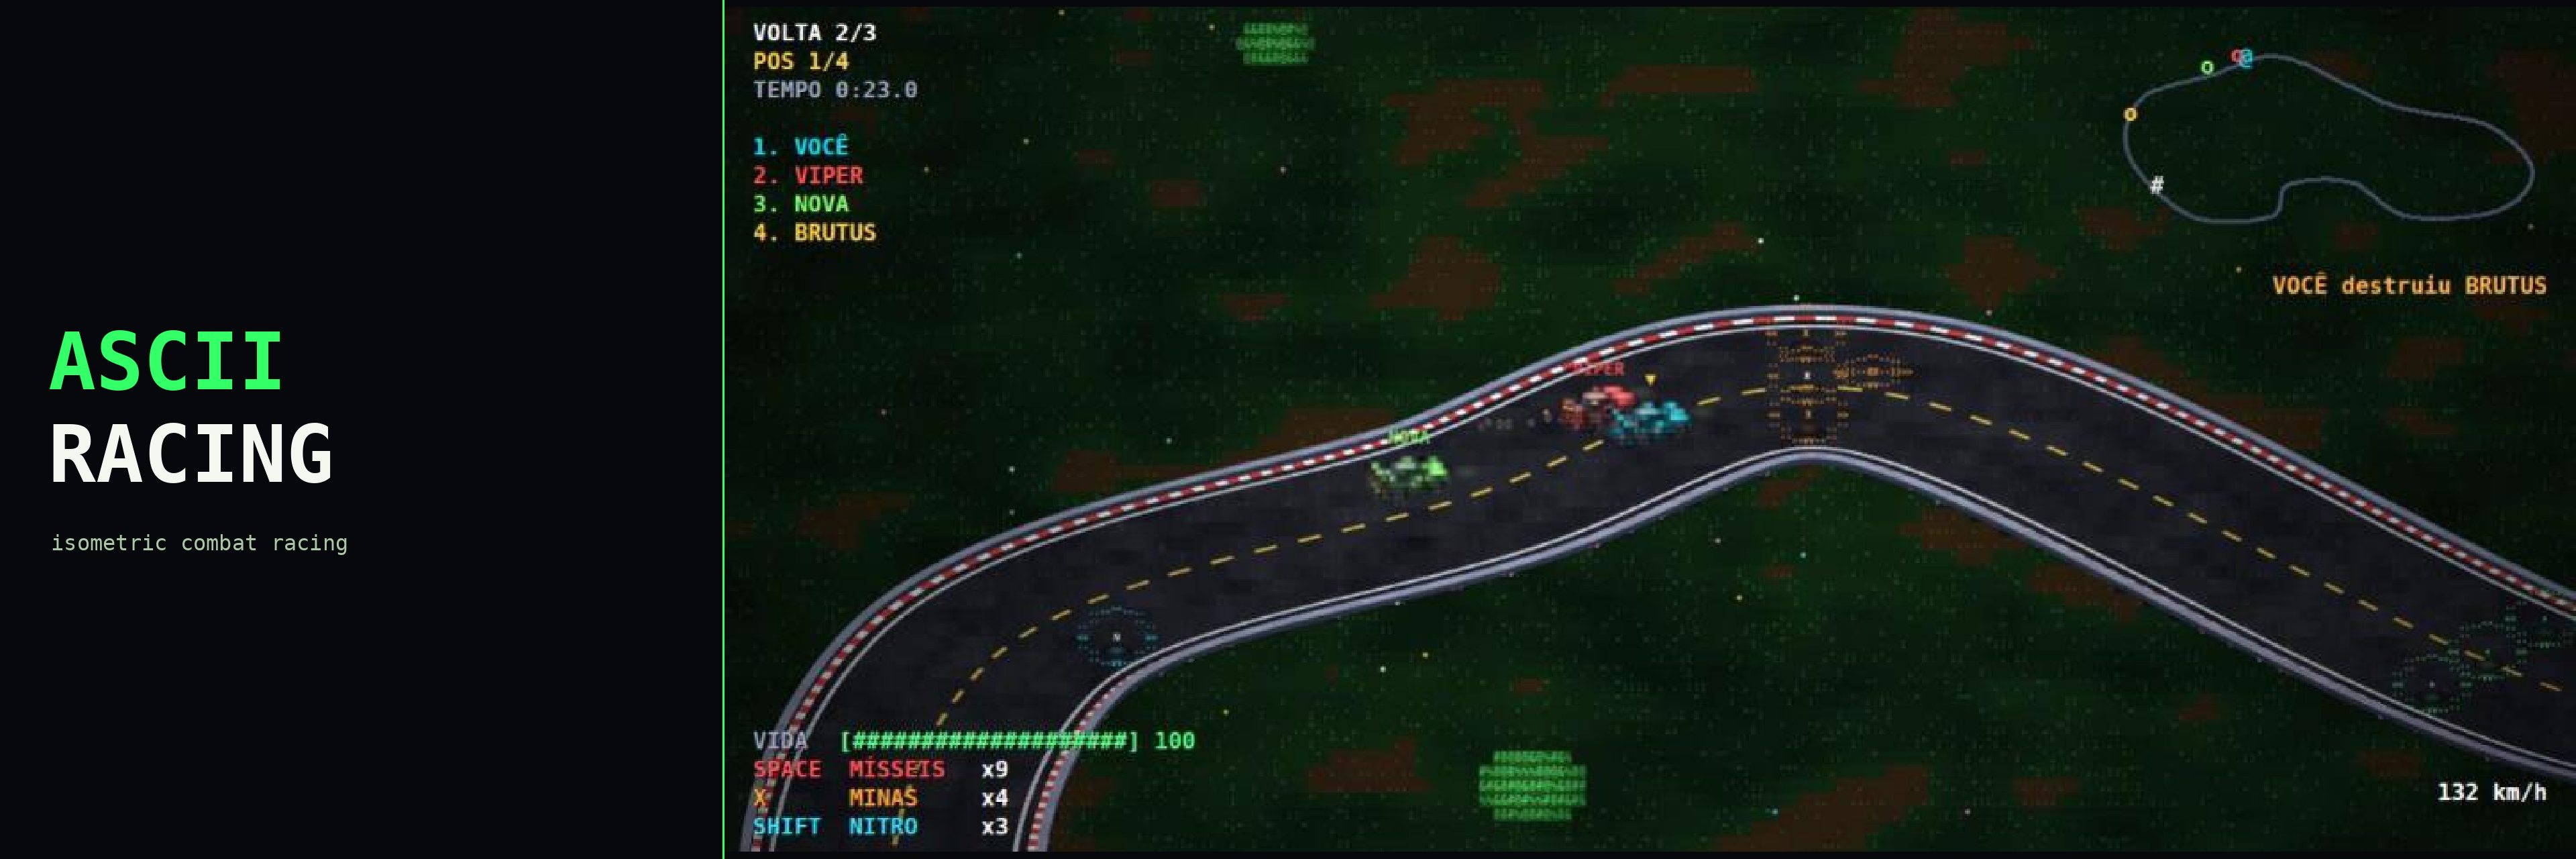 ASCII
RACING
isometric combat racing
VOLTA 2/3
POS 1/4
TEMPO 0:23.0
1. VOCÊ
2. VIPER
3. NOVA
4. BRUTUS
VOCÊ destruiu BRUTUS
VIPER
NOVA
N
VIDA [####################] 100
SPACE MÍSSEIS x9
X MINAS x4
SHIFT NITRO x3
132 km/h